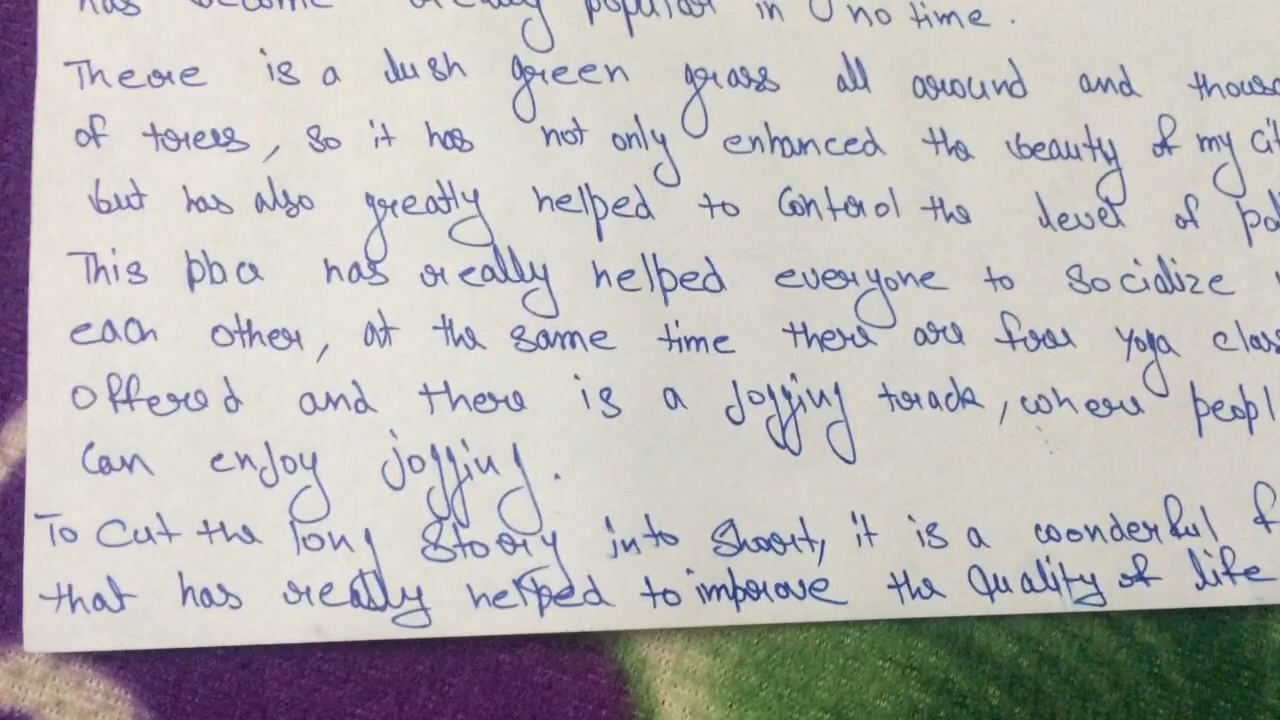 has become really popular in no time.
There is a lush green grass all around and thous
of trees, so it has not only enhanced the beauty of my cit
but has also greatly helped to control the level of pol
This pba has really helped everyone to socialize
each other, at the same time there are free yoga clas
Offered and there is a Jogging track, where peopl
Can enjoy jogging.
To Cut the long Story into Short, it is a wonderful f
that has really helped to improve the Quality of life